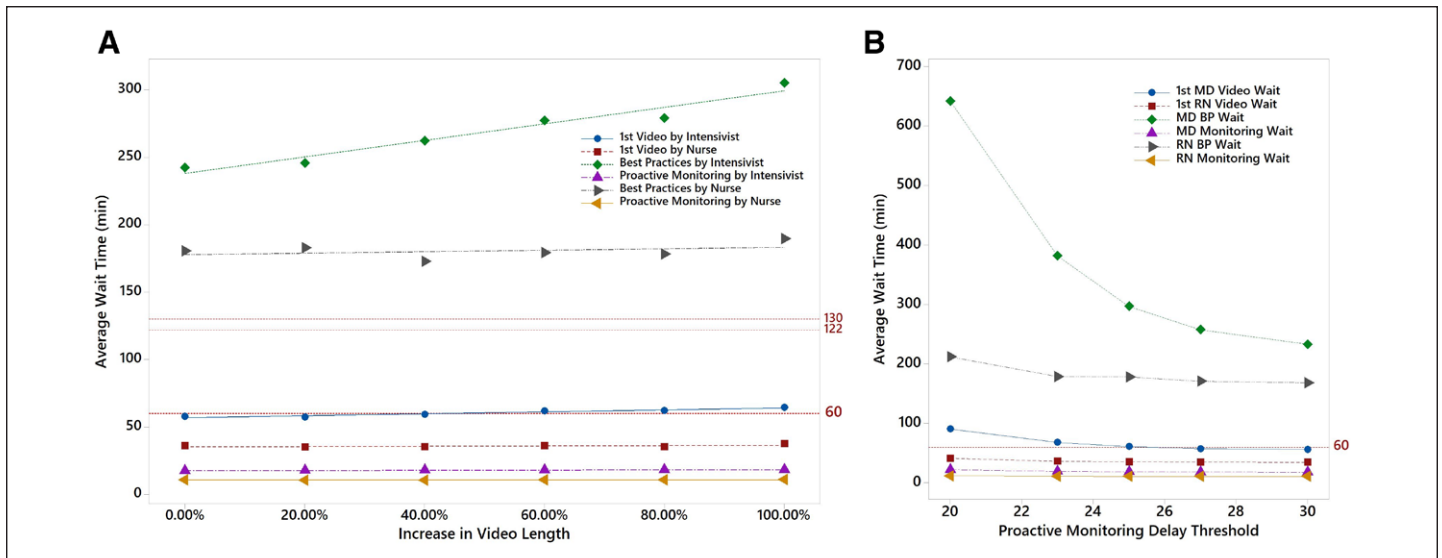 A
Average Wait Time (min)
300
250
200
150
100
50
0
1st Video by Intensivist
1st Video by Nurse
Best Practices by Intensivist
Proactive Monitoring by Intensivist
Best Practices by Nurse
Proactive Monitoring by Nurse
130
122
60
0.00% 20.00% 40.00% 60.00% 80.00% 100.00%
Increase in Video Length
B
Average Wait Time (min)
700
600
500
400
300
200
100
0
1st MD Video Wait
1st RN Video Wait
MD BP Wait
MD Monitoring Wait
RN BP Wait
RN Monitoring Wait
60
20 22 24 26 28 30
Proactive Monitoring Delay Threshold